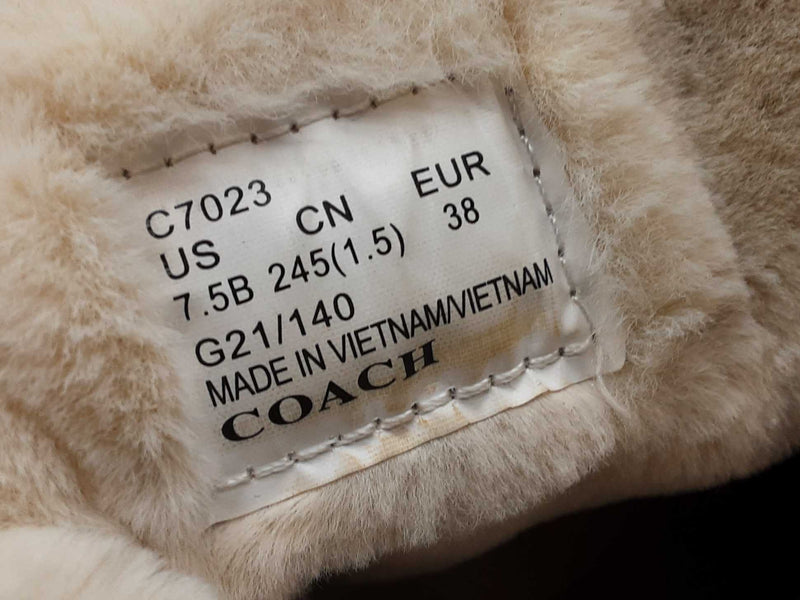 C7023
US CN EUR
7.5B 245(1.5) 38
G21/140
MADE IN VIETNAM/VIETNAM
COACH